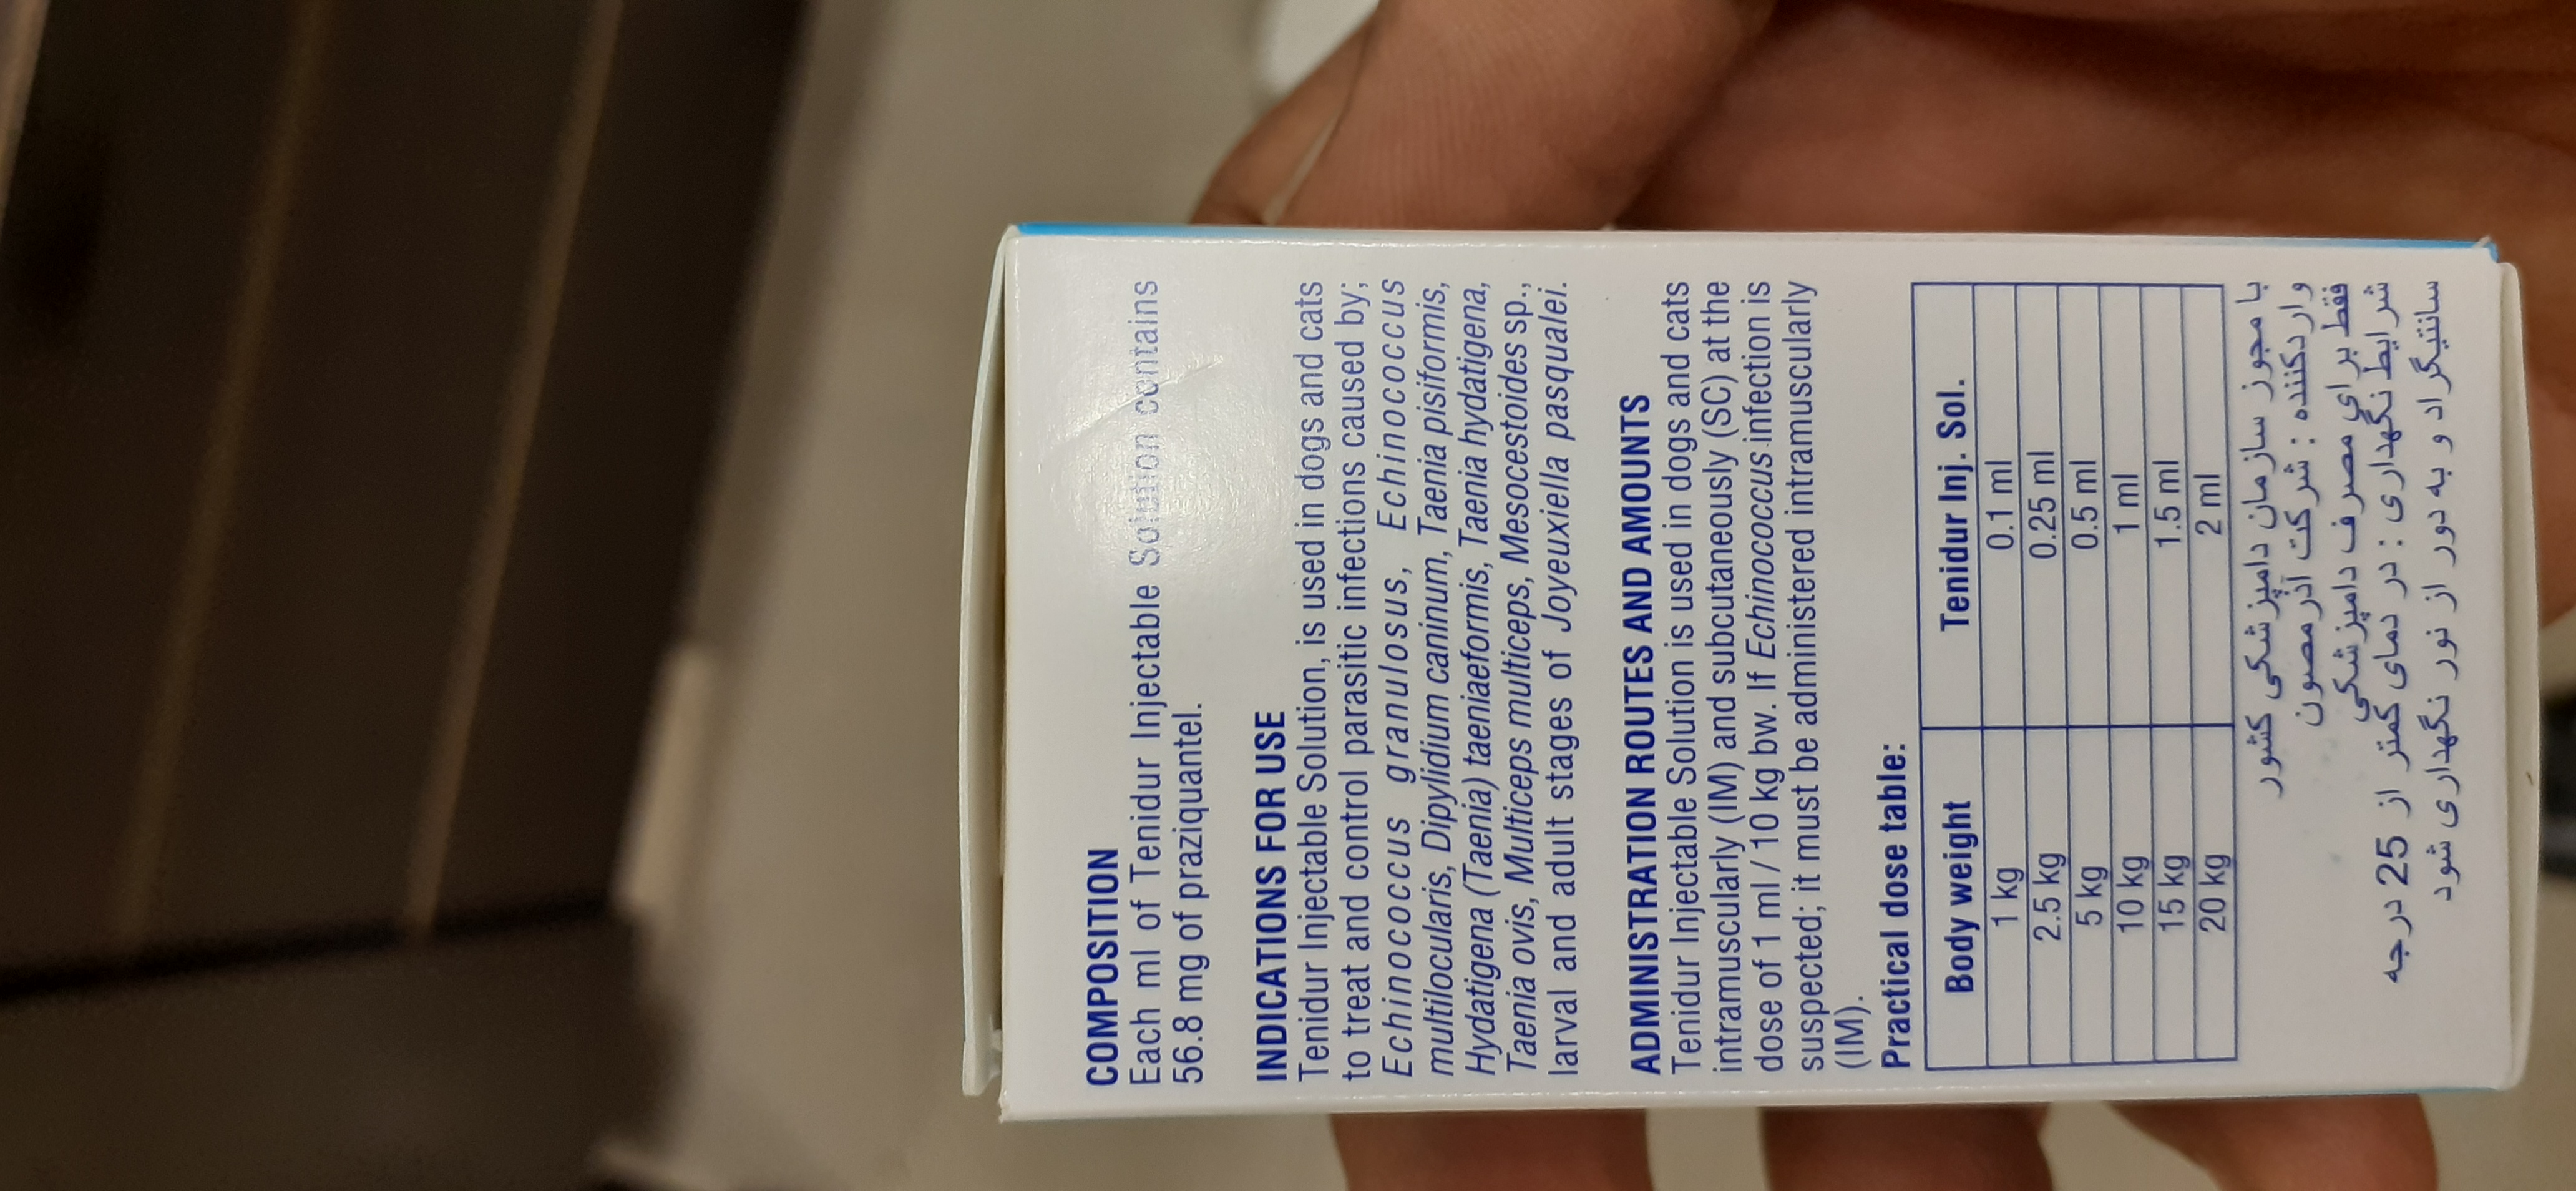 COMPOSITION
Each ml of Tenidur Injectable Solution contains
56.8 mg of praziquantel.
INDICATIONS FOR USE
Tenidur Injectable Solution, is used in dogs and cats
to treat and control parasitic infections caused by;
Echinococcus granulosus, Echinococcus
multilocularis, Dipylidium caninum, Taenia pisiformis,
Hydatigena (Taenia) taeniaeformis, Taenia hydatigena,
Taenia ovis, Multiceps multiceps, Mesocestoides sp.,
larval and adult stages of Joyeuxiella pasqualei.
ADMINISTRATION ROUTES AND AMOUNTS
Tenidur Injectable Solution is used in dogs and cats
intramuscularly (IM) and subcutaneously (SC) at the
dose of 1 ml / 10 kg bw. If Echinococcus infection is
suspected; it must be administered intramuscularly
(IM).
Practical dose table:
Body weight Tenidur Inj. Sol.
1 kg 0.1 ml
2.5 kg 0.25 ml
5 kg 0.5 ml
10 kg 1 ml
15 kg 1.5 ml
20 kg 2 ml
با مجوز سازمان دامپزشکی کشور
واردکننده : شرکت آذرمصون
فقط برای مصرف دامپزشکی
شرایط نگهداری : در دمای کمتر از 25 درجه
سانتیگراد و به دور از نور نگهداری شود